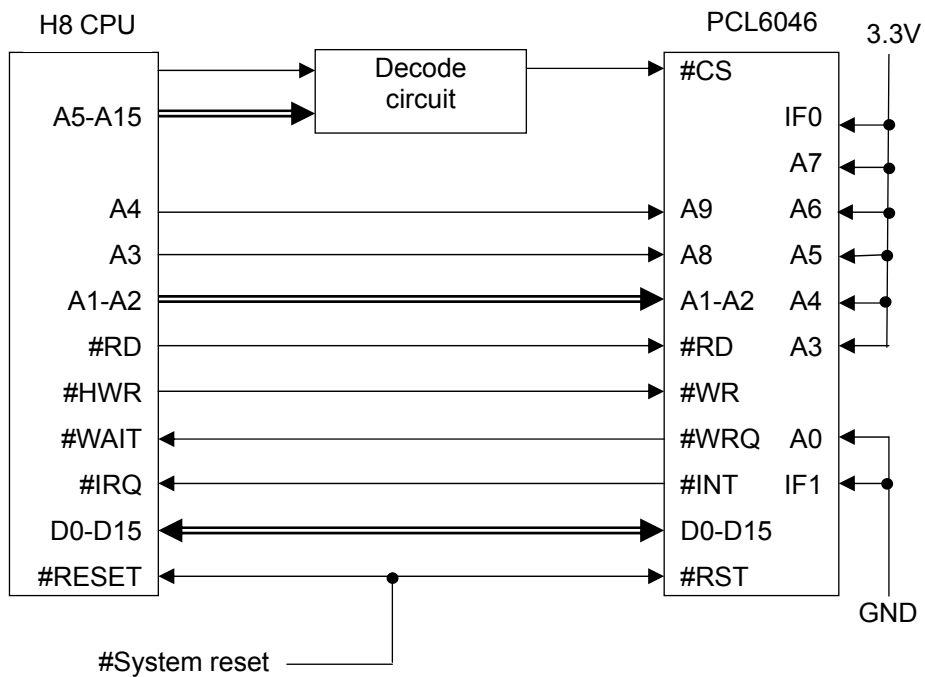 H8 CPU
PCL6046
3.3V
Decode
circuit
#CS
A5-A15
IF0
A7
A4
A9
A6
A3
A8
A5
A1-A2
A1-A2
A4
#RD
#RD
A3
#HWR
#WR
#WAIT
#WRQ
A0
#IRQ
#INT
IF1
D0-D15
D0-D15
#RESET
#RST
GND
#System reset